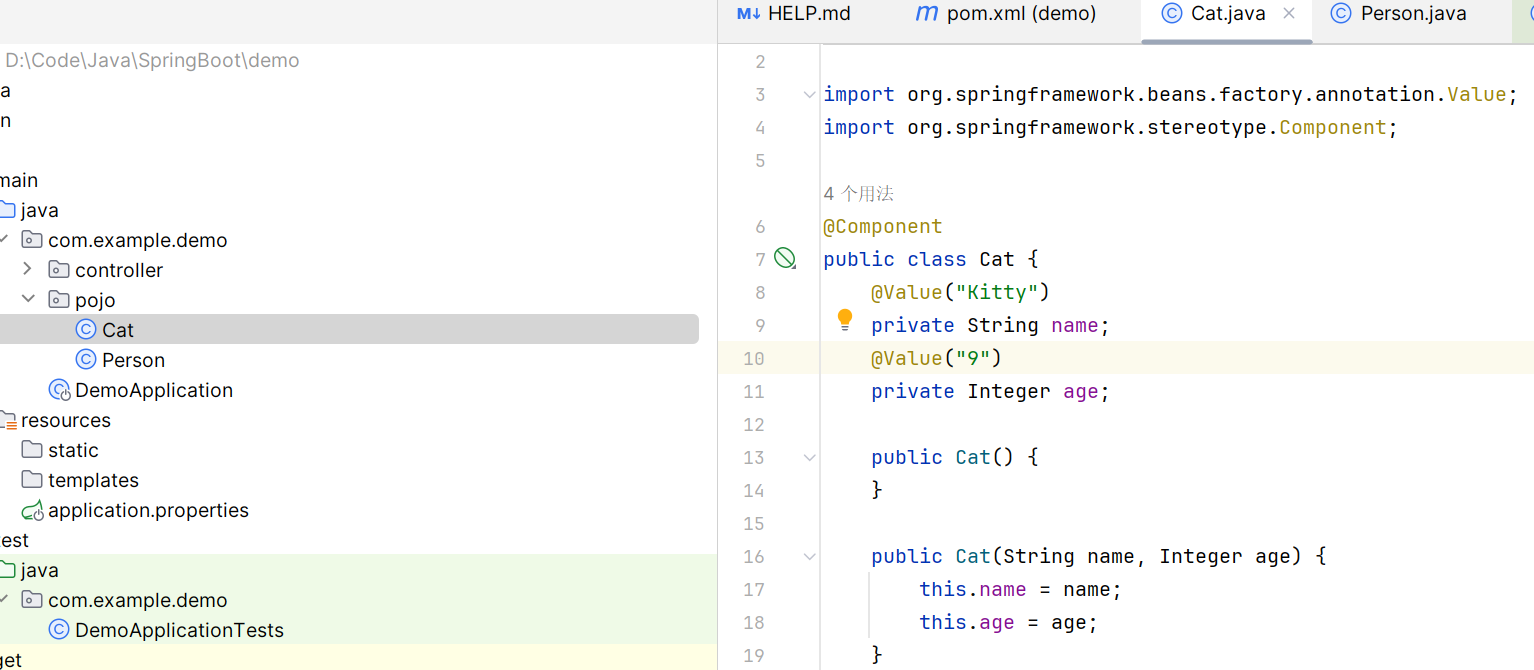 D:\Code\Java\SpringBoot\demo
a
n
main
java
com.example.demo
controller
pojo
Cat
Person
DemoApplication
resources
static
templates
application.properties
est
java
com.example.demo
DemoApplicationTests
get
M↓ HELP.md
m pom.xml (demo)
Cat.java
Person.java
2
3 import org.springframework.beans.factory.annotation.Value;
4 import org.springframework.stereotype.Component;
5
4 个用法
6 @Component
7 public class Cat {
8     @Value("Kitty")
9     private String name;
10     @Value("9")
11     private Integer age;
12
13     public Cat() {
14     }
15
16     public Cat(String name, Integer age) {
17         this.name = name;
18         this.age = age;
19     }